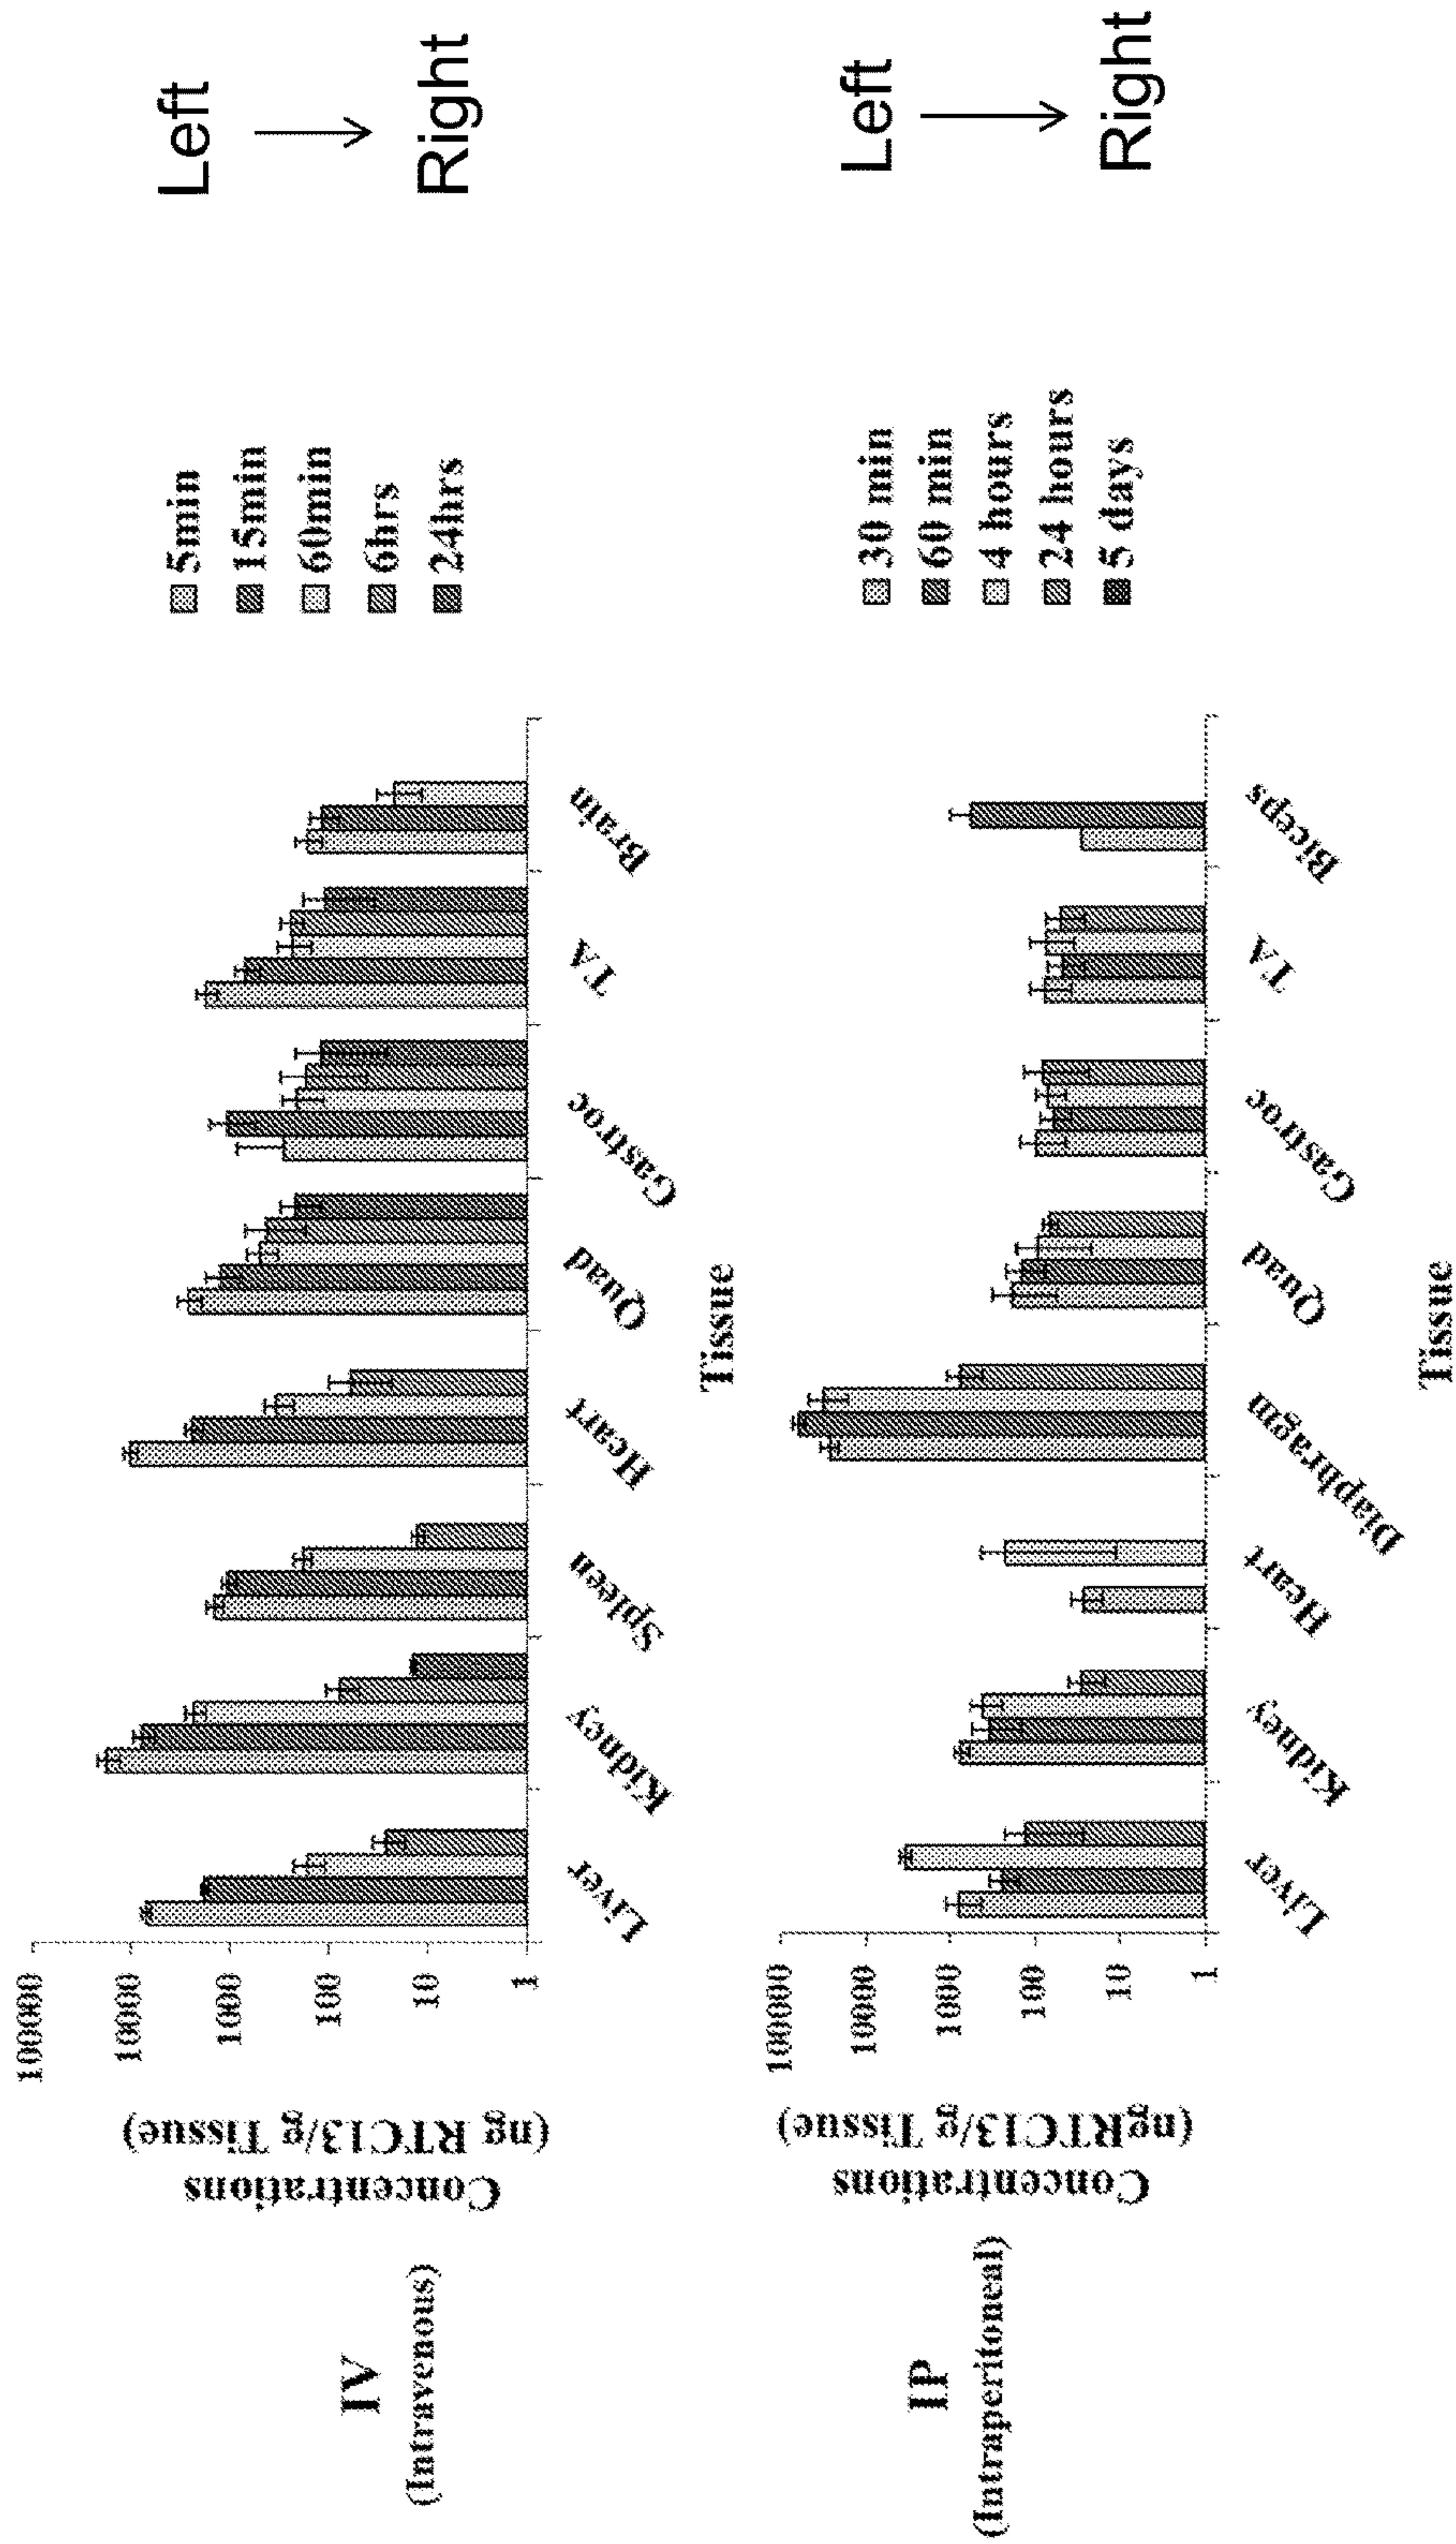 IV
(Intravenous)
Concentrations
(ng RTC13/g Tissue)
100000
10000
1000
100
10
1
Liver
Kidney
Spleen
Heart
Quad
Gastroc
TA
Brain
Tissue
5min
15min
60min
6hrs
24hrs
Left
Right
IP
(Intraperitoneal)
Concentrations
(ngRTC13/g Tissue)
100000
10000
1000
100
10
1
Liver
Kidney
Heart
Diaphragm
Quad
Gastroc
TA
Biceps
Tissue
30 min
60 min
4 hours
24 hours
5 days
Left
Right